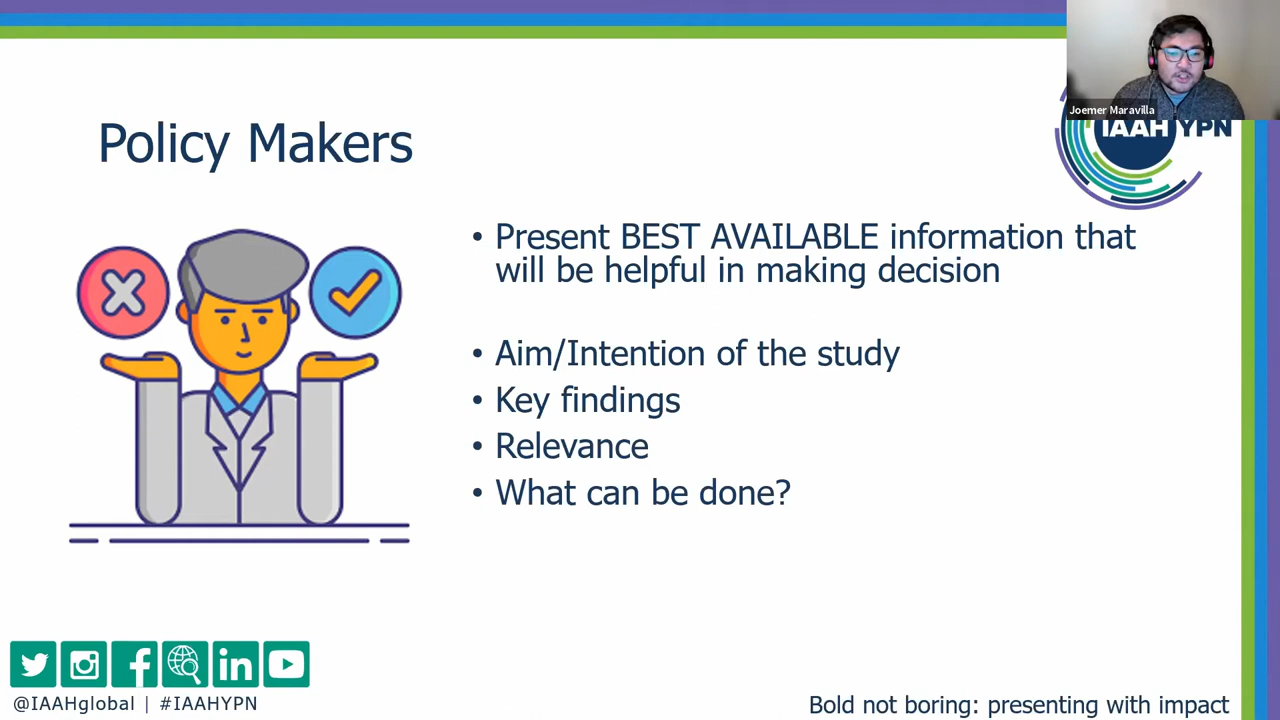 Joemer Maravilla
IAAH YPN
Policy Makers
• Present BEST AVAILABLE information that
will be helpful in making decision
• Aim/Intention of the study
• Key findings
• Relevance
• What can be done?
@IAAHglobal | #IAAHYPN
Bold not boring: presenting with impact